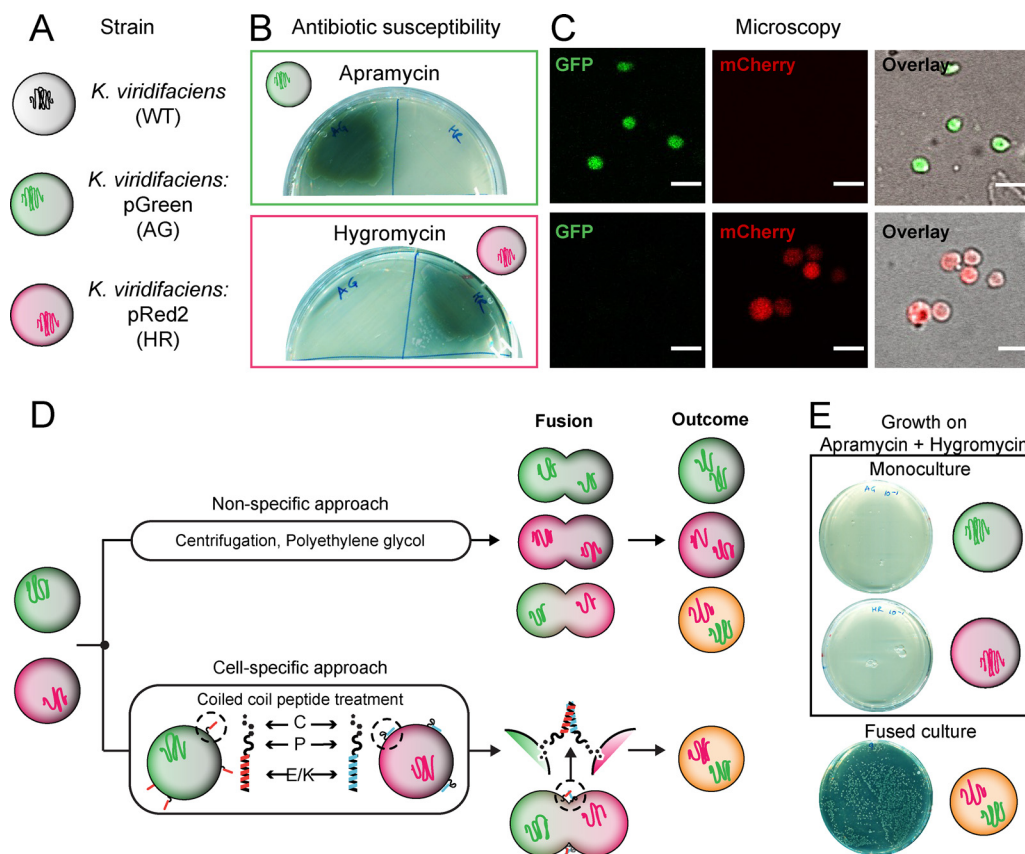 A
Strain
K. viridifaciens
(WT)
K. viridifaciens:
pGreen
(AG)
K. viridifaciens:
pRed2
(HR)
B
Antibiotic susceptibility
Apramycin
AG
HR
Hygromycin
AG
HR
C
Microscopy
GFP
mCherry
Overlay
GFP
mCherry
Overlay
D
Fusion
Outcome
Non-specific approach
Centrifugation, Polyethylene glycol
Cell-specific approach
Coiled coil peptide treatment
C
P
E/K
E
Growth on
Apramycin + Hygromycin
Monoculture
AG 10-1
HR 10-1
Fused culture